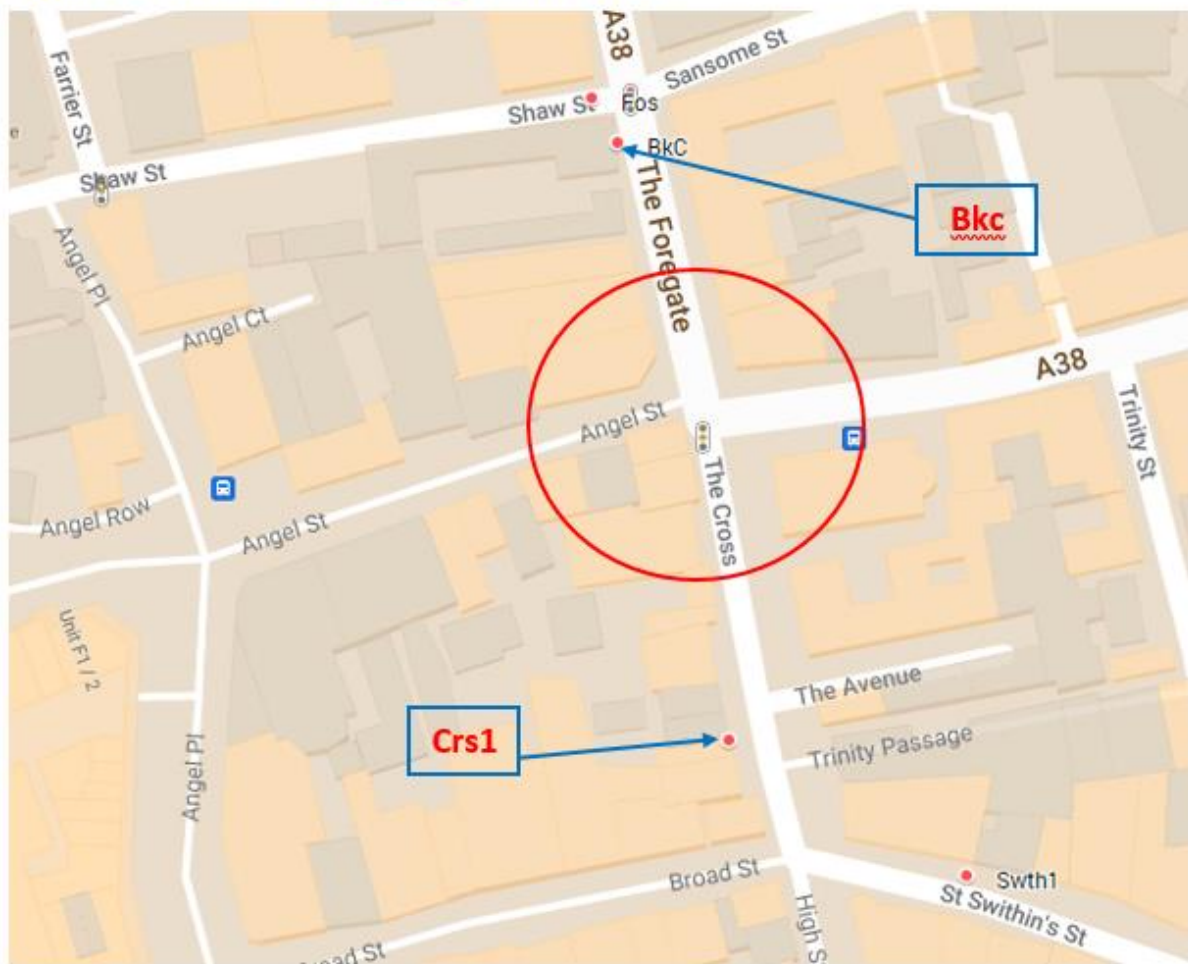 A38
Sansome St
Farrier St
Shaw St
Fos
BkC
Shaw St
Bkc
The Foregate
Angel Pl
Angel Ct
A38
Angel St
Trinity St
The Cross
Angel Row
Angel St
Unit F1 / 2
The Avenue
Crs1
Trinity Passage
Angel Pl
Broad St
Swth1
High S
St Swithin's St
oad St